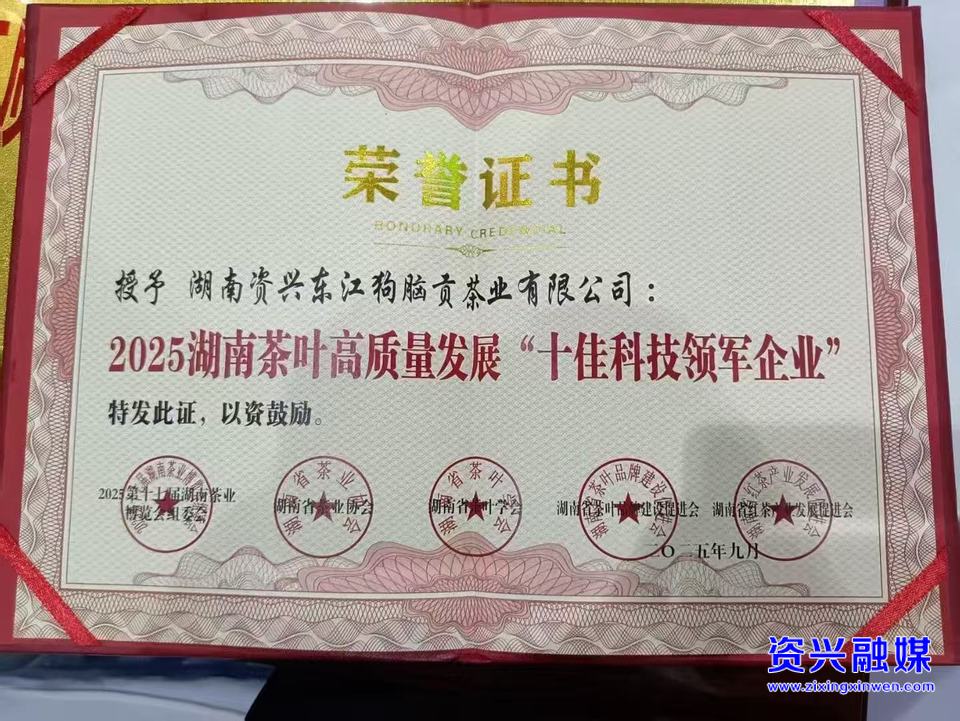 荣誉证书
HONORARY CREDENTIAL
授予 湖南资兴东江狗脑贡茶业有限公司：
2025湖南茶叶高质量发展“十佳科技领军企业”
特发此证，以资鼓励。
2025第十七届湖南茶业
博览会组委会
湖南省茶业协会
湖南省茶叶学会
湖南省茶叶品牌建设促进会
湖南省红茶产业发展促进会
二〇二五年九月
资兴融媒
www.zixingxinwen.com